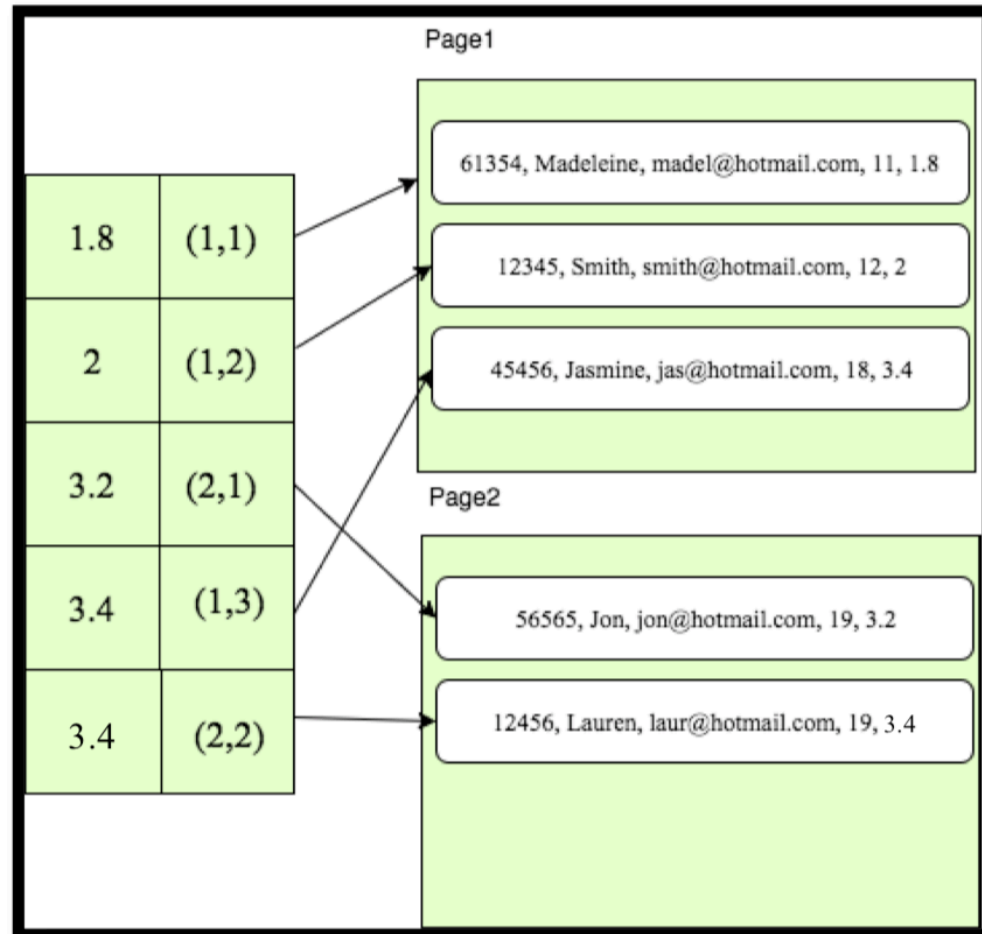 Page1
61354, Madeleine, madel@hotmail.com, 11, 1.8
12345, Smith, smith@hotmail.com, 12, 2
45456, Jasmine, jas@hotmail.com, 18, 3.4
1.8 (1,1)
2 (1,2)
3.2 (2,1)
3.4 (1,3)
3.4 (2,2)
Page2
56565, Jon, jon@hotmail.com, 19, 3.2
12456, Lauren, laur@hotmail.com, 19, 3.4